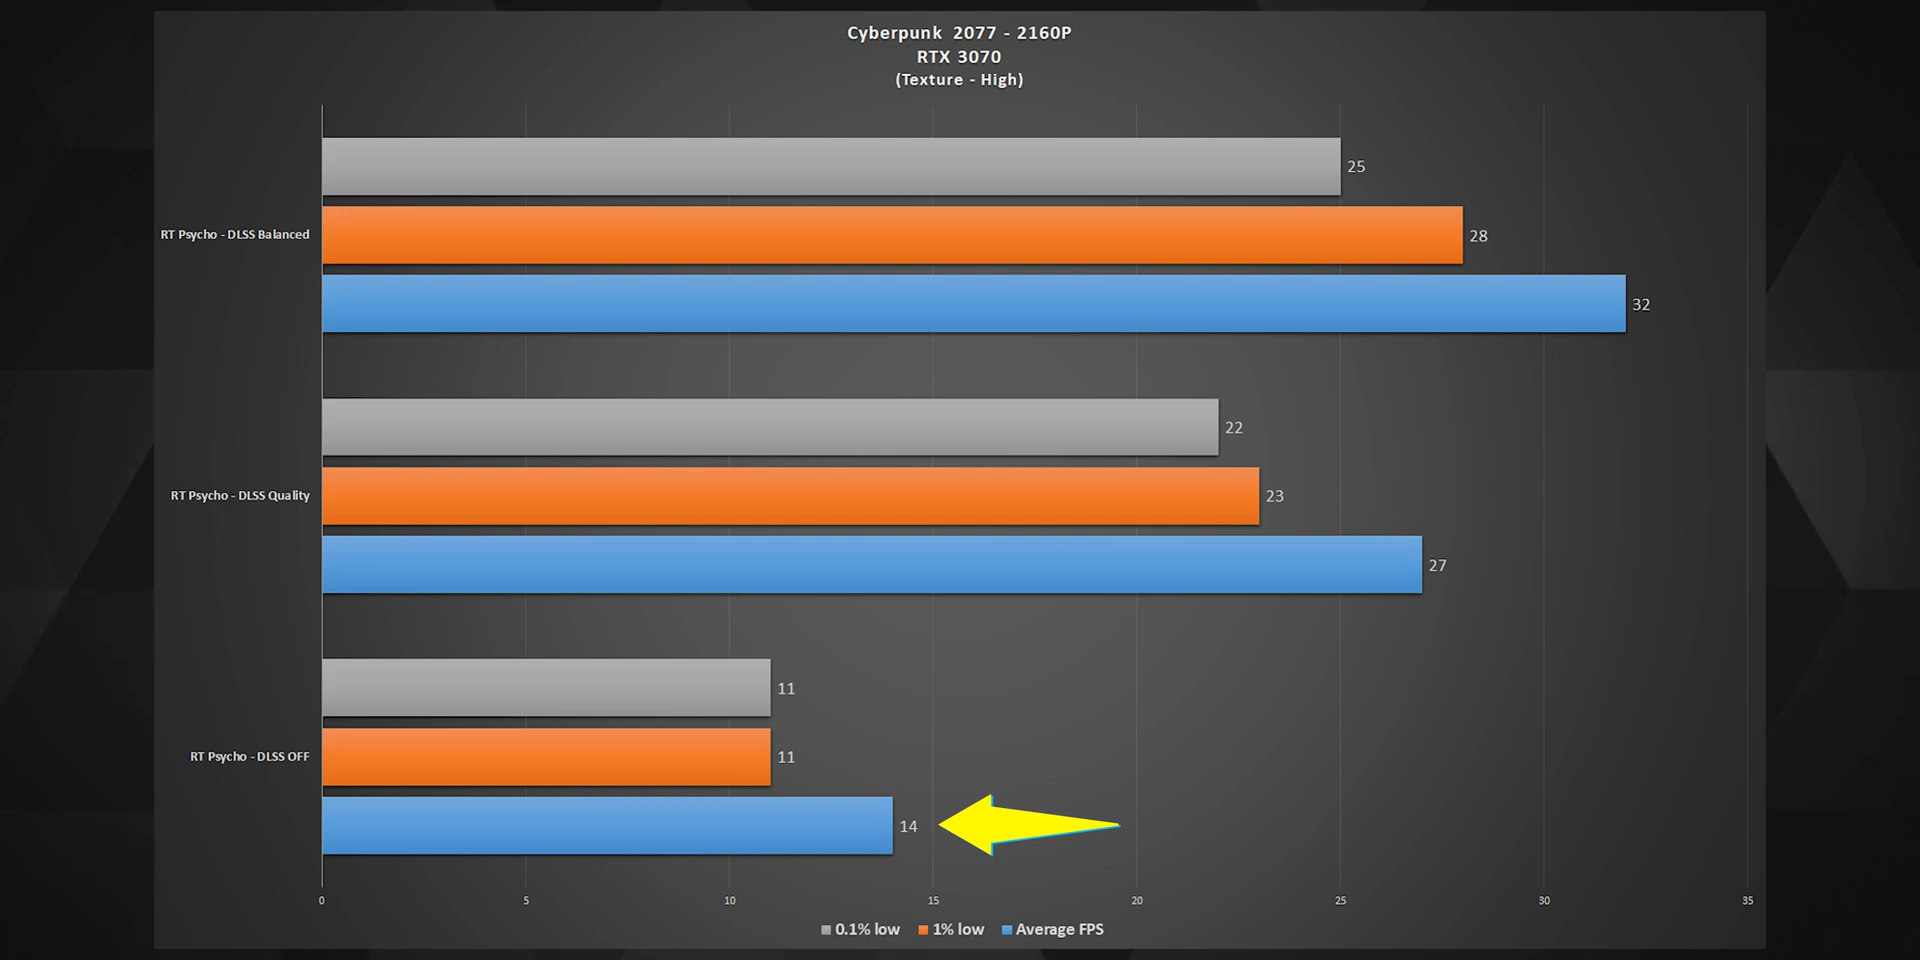 Cyberpunk 2077 - 2160P
RTX 3070
(Texture - High)
25
RT Psycho - DLSS Balanced
28
32
22
RT Psycho - DLSS Quality
23
27
11
RT Psycho - DLSS OFF
11
14
0 5 10 15 20 25 30 35
0.1% low 1% low Average FPS